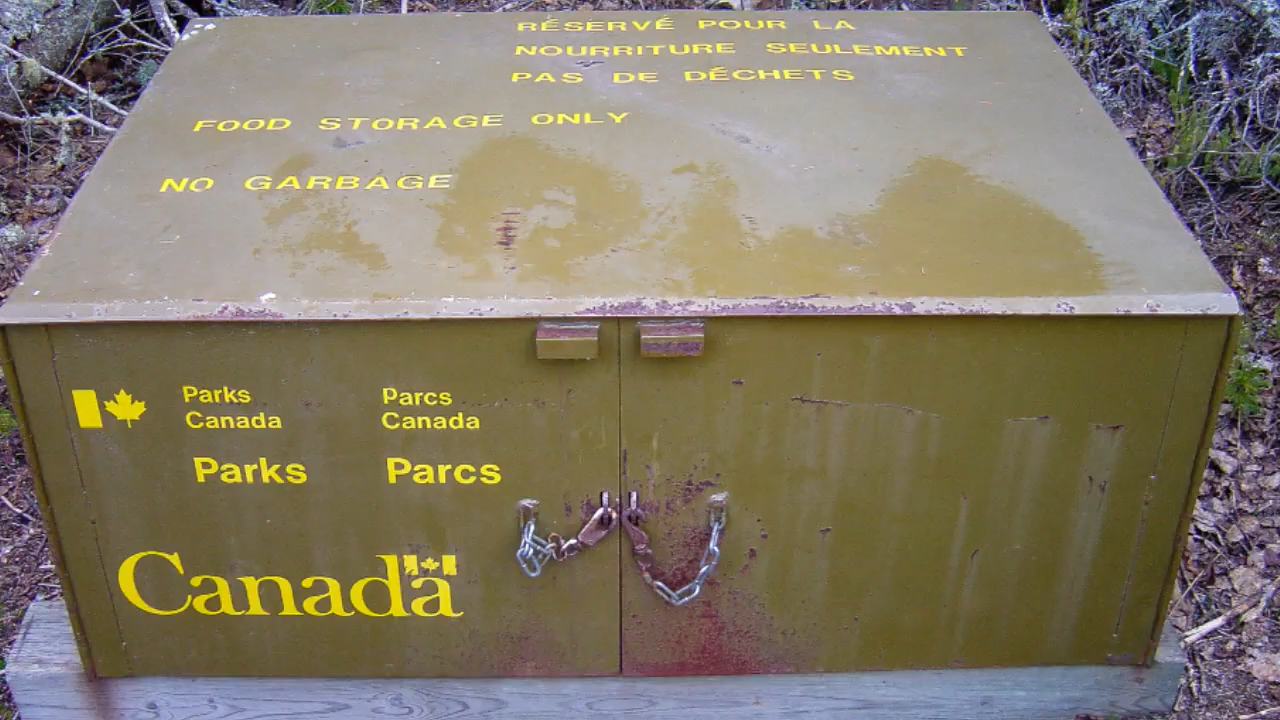 RÉSERVÉ POUR LA
NOURRITURE SEULEMENT
PAS DE DÉCHETS
FOOD STORAGE ONLY
NO GARBAGE
Parks Canada
Parcs Canada
Parks
Parcs
Canada